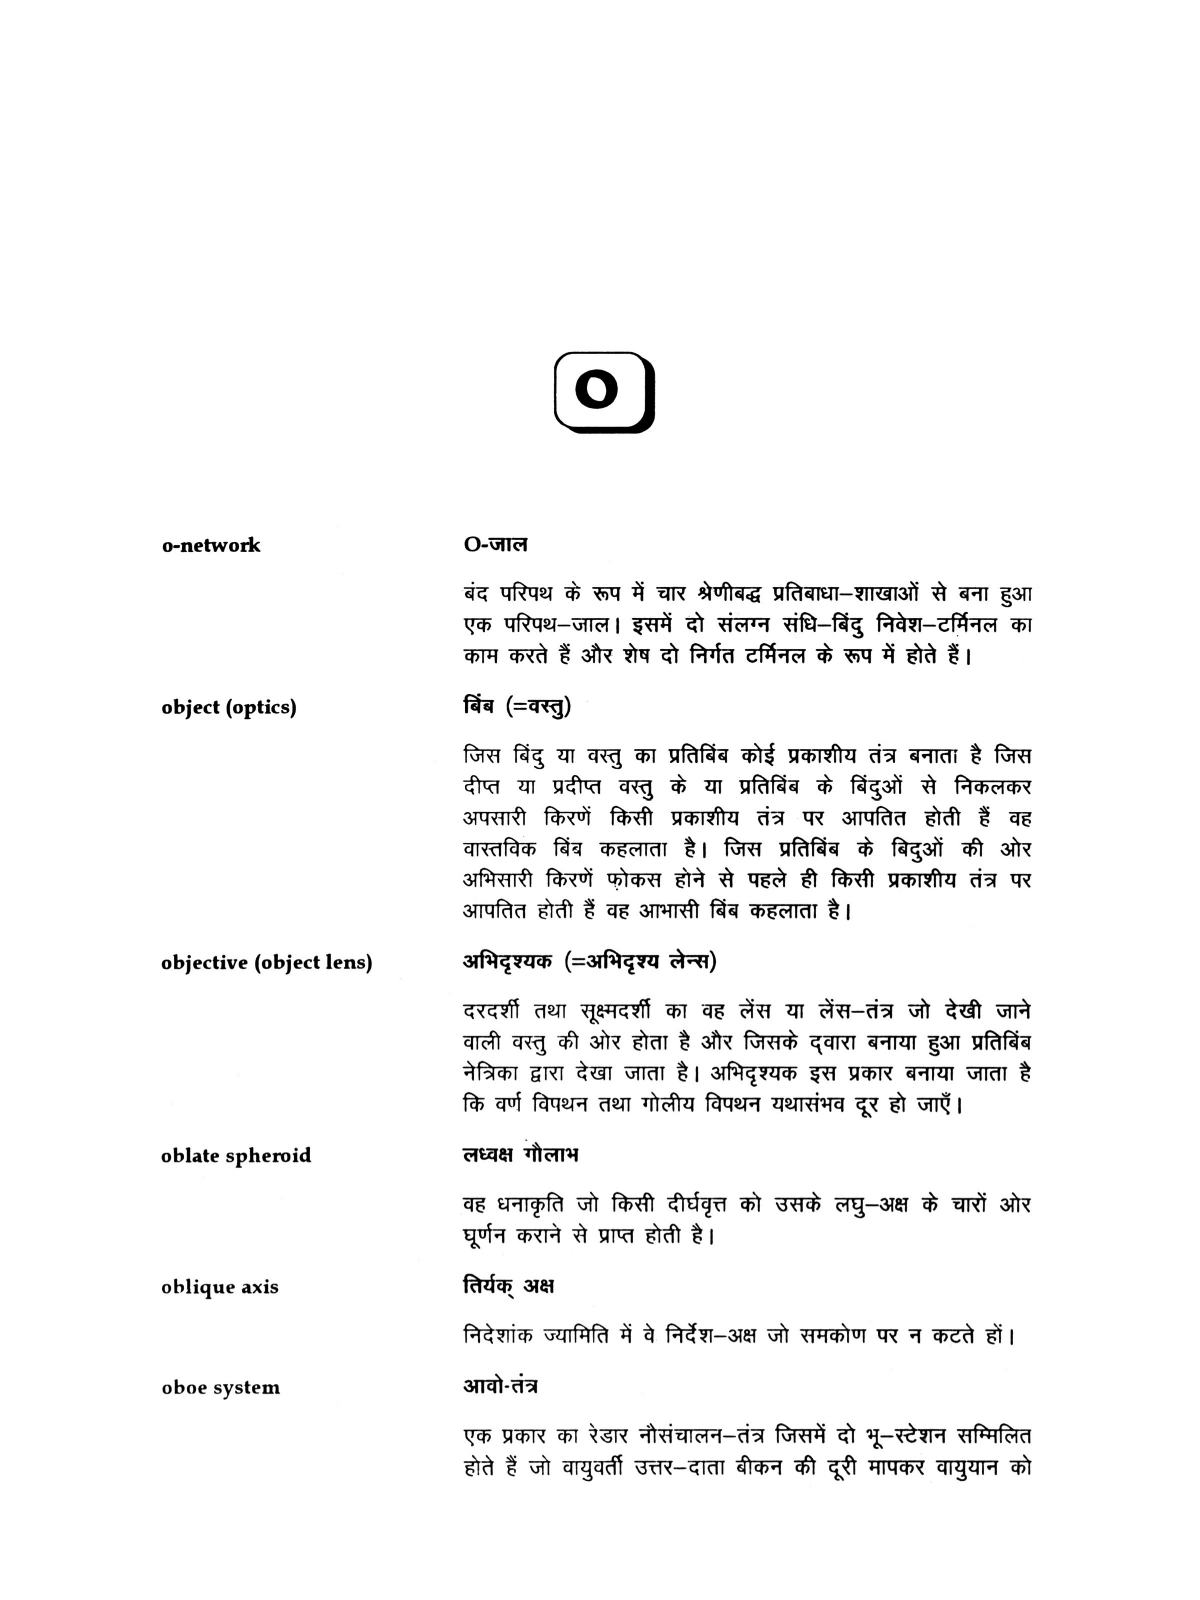 O
o-network
O-जाल
बंद परिपथ के रूप में चार श्रेणीबद्ध प्रतिबाधा–शाखाओं से बना हुआ
एक परिपथ–जाल। इसमें दो संलग्न संधि–बिंदु निवेश–टर्मिनल का
काम करते हैं और शेष दो निर्गत टर्मिनल के रूप में होते हैं।
object (optics)
बिंब (=वस्तु)
जिस बिंदु या वस्तु का प्रतिबिंब कोई प्रकाशीय तंत्र बनाता है जिस
दीप्त या प्रदीप्त वस्तु के या प्रतिबिंब के बिंदुओं से निकलकर
अपसारी किरणें किसी प्रकाशीय तंत्र पर आपतित होती हैं वह
वास्तविक बिंब कहलाता है। जिस प्रतिबिंब के बिदुओं की ओर
अभिसारी किरणें फ़ोकस होने से पहले ही किसी प्रकाशीय तंत्र पर
आपतित होती हैं वह आभासी बिंब कहलाता है।
objective (object lens)
अभिदृश्यक (=अभिदृश्य लेन्स)
दरदर्शी तथा सूक्ष्मदर्शी का वह लेंस या लेंस–तंत्र जो देखी जाने
वाली वस्तु की ओर होता है और जिसके द्‌वारा बनाया हुआ प्रतिबिंब
नेत्रिका द्वारा देखा जाता है। अभिदृश्यक इस प्रकार बनाया जाता है
कि वर्ण विपथन तथा गोलीय विपथन यथासंभव दूर हो जाएँ।
oblate spheroid
लध्वक्ष गौलाभ
वह धनाकृति जो किसी दीर्घवृत्त को उसके लघु–अक्ष के चारों ओर
घूर्णन कराने से प्राप्त होती है।
oblique axis
तिर्यक् अक्ष
निदेशांक ज्यामिति में वे निर्देश–अक्ष जो समकोण पर न कटते हों।
oboe system
आवो-तंत्र
एक प्रकार का रेडार नौसंचालन–तंत्र जिसमें दो भू–स्टेशन सम्मिलित
होते हैं जो वायुवर्ती उत्तर–दाता बीकन की दूरी मापकर वायुयान को